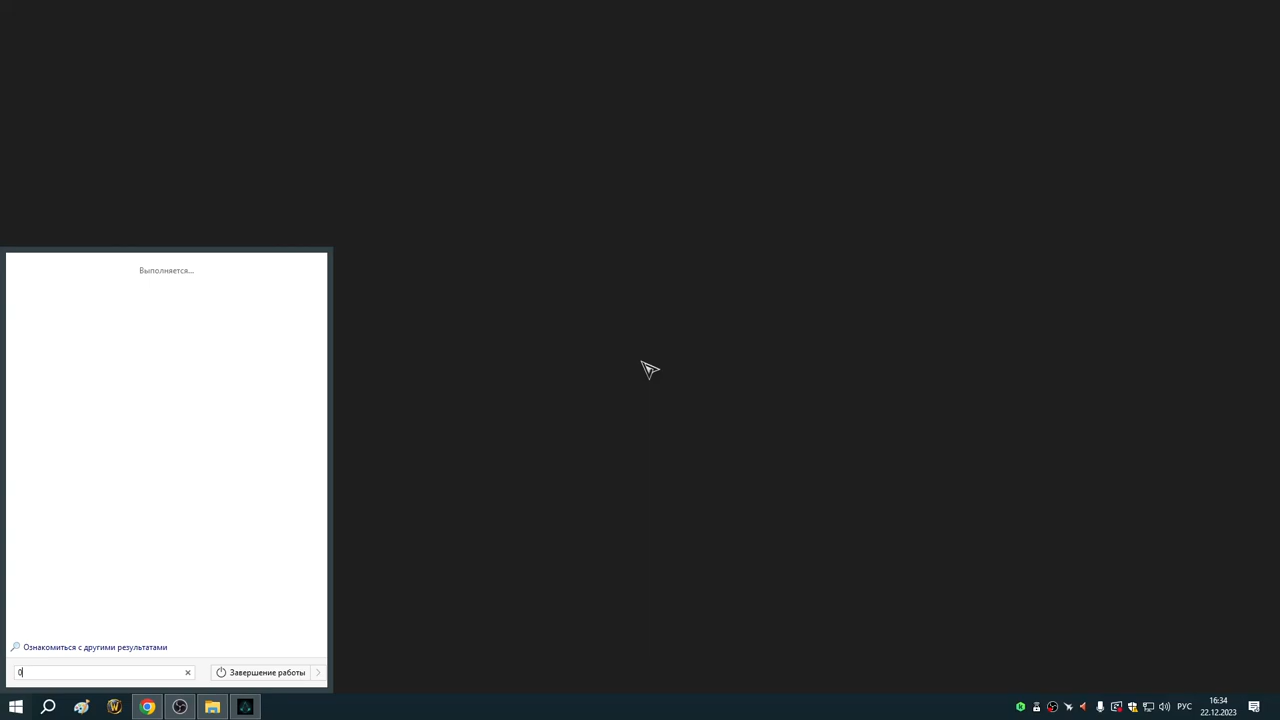 Выполняется...
Ознакомиться с другими результатами
0
Завершение работы
РУС
16:34
22.12.2023